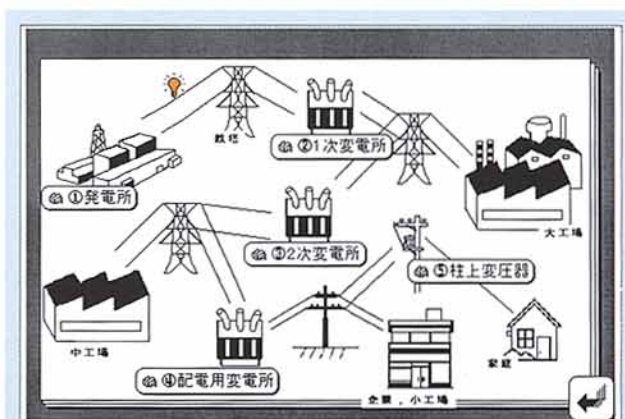 鉄塔
②1次変電所
①発電所
大工場
③2次変電所
⑤柱上変圧器
中工場
④配電用変電所
家庭
企業,小工場